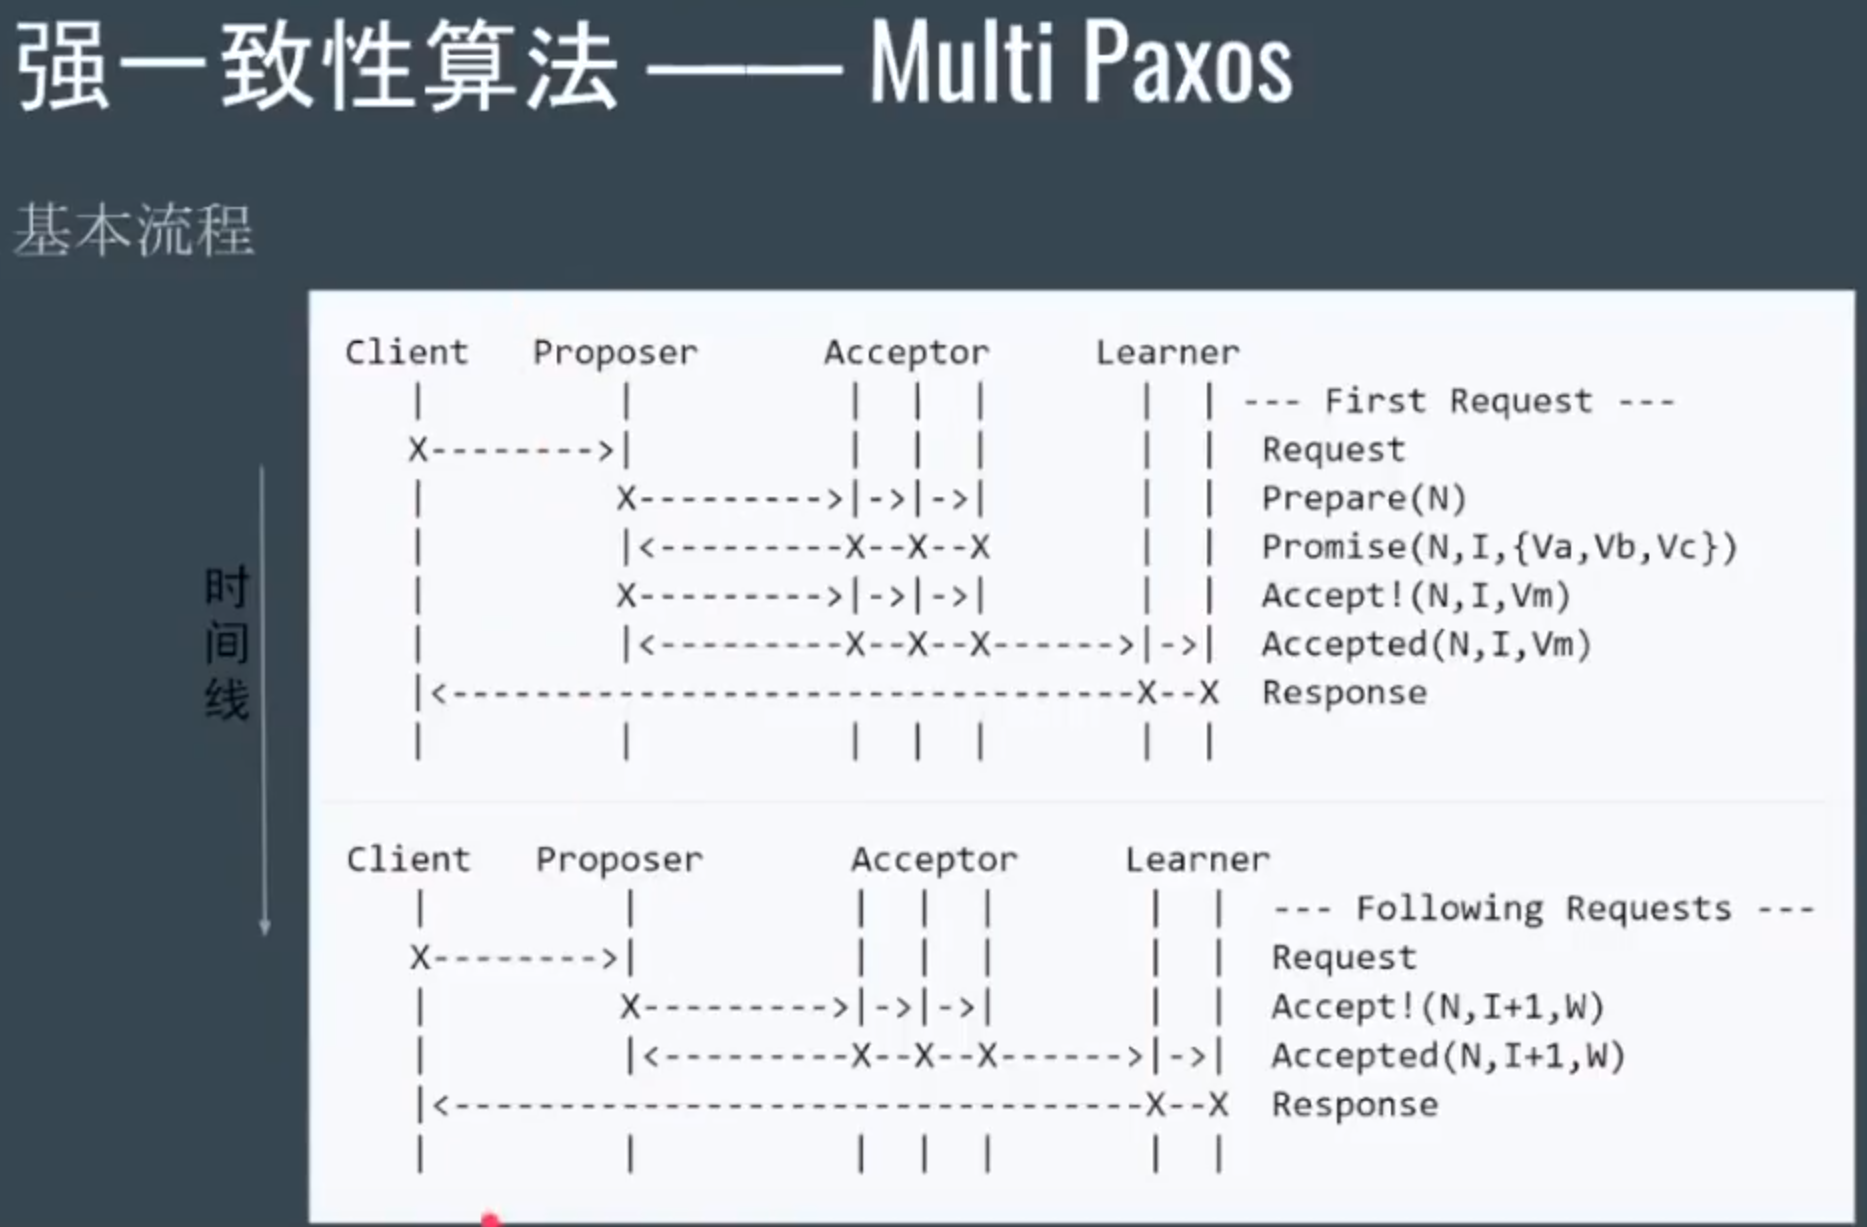 强一致性算法 —— Multi Paxos
基本流程
时间线
Client   Proposer      Acceptor     Learner
   |         |          |  |  |       |  | --- First Request ---
   X-------->|          |  |  |       |  |  Request
   |         X--------->|->|->|       |  |  Prepare(N)
   |         |<---------X--X--X       |  |  Promise(N,I,{Va,Vb,Vc})
   |         X--------->|->|->|       |  |  Accept!(N,I,Vm)
   |         |<---------X--X--X------>|->|  Accepted(N,I,Vm)
   |<---------------------------------X--X  Response
   |         |          |  |  |       |  |
Client   Proposer       Acceptor     Learner
   |         |          |  |  |       |  |  --- Following Requests ---
   X-------->|          |  |  |       |  |  Request
   |         X--------->|->|->|       |  |  Accept!(N,I+1,W)
   |         |<---------X--X--X------>|->|  Accepted(N,I+1,W)
   |<---------------------------------X--X  Response
   |         |          |  |  |       |  |